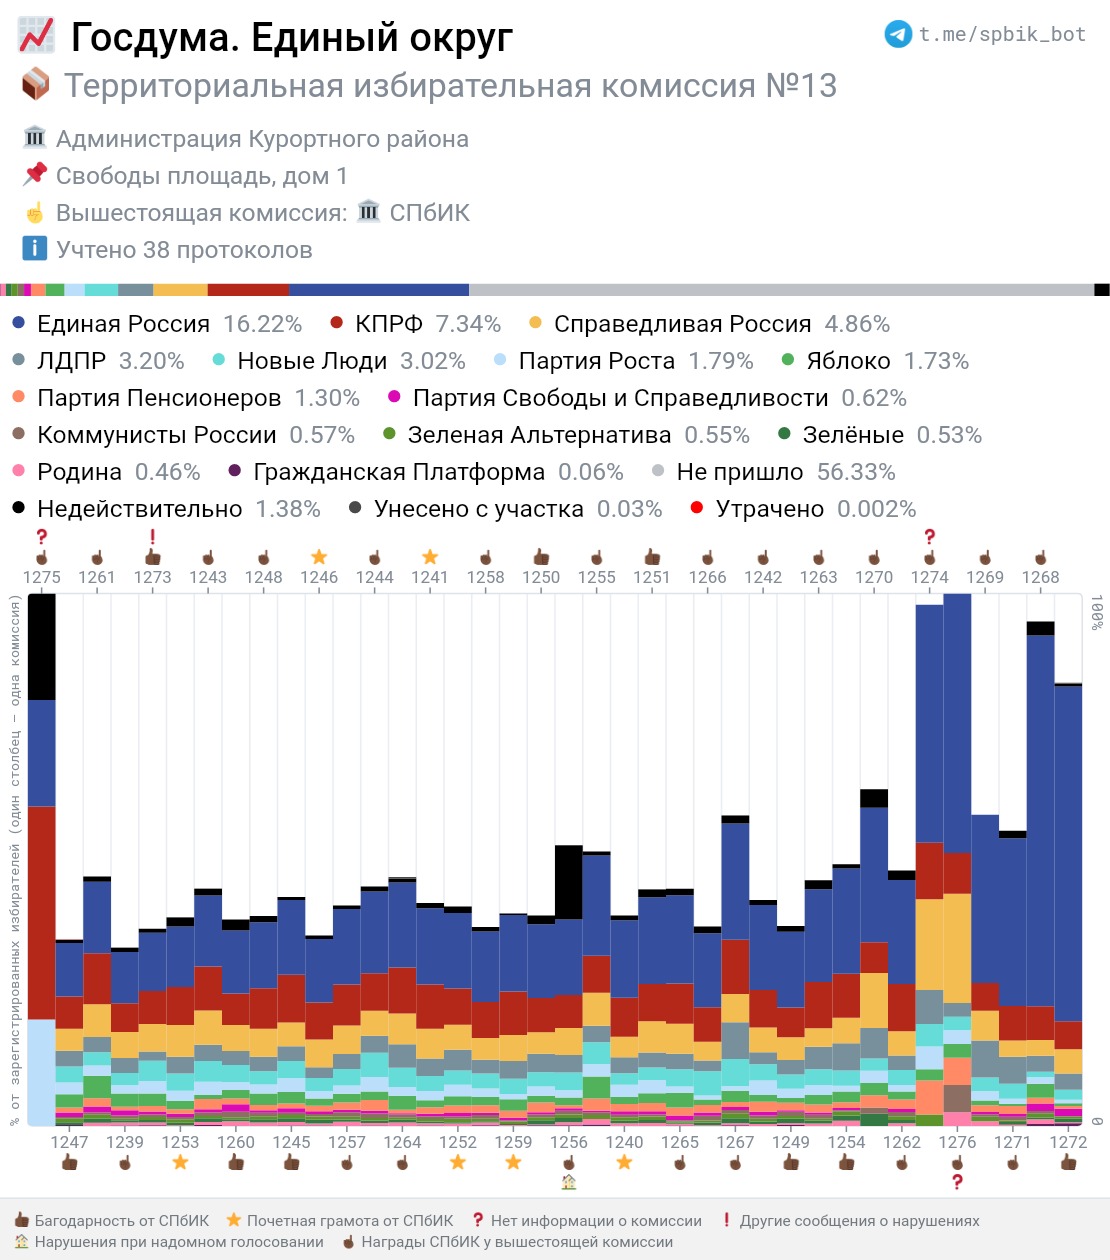 Госдума. Единый округ
t.me/spbik_bot
Территориальная избирательная комиссия №13
Администрация Курортного района
Свободы площадь, дом 1
Вышестоящая комиссия: СПбИК
Учтено 38 протоколов
Единая Россия 16.22% КПРФ 7.34% Справедливая Россия 4.86%
ЛДПР 3.20% Новые Люди 3.02% Партия Роста 1.79% Яблоко 1.73%
Партия Пенсионеров 1.30% Партия Свободы и Справедливости 0.62%
Коммунисты России 0.57% Зеленая Альтернатива 0.55% Зелёные 0.53%
Родина 0.46% Гражданская Платформа 0.06% Не пришло 56.33%
Недействительно 1.38% Унесено с участка 0.03% Утрачено 0.002%
1275 1261 1273 1243 1248 1246 1244 1241 1258 1250 1255 1251 1266 1242 1263 1270 1274 1269 1268
% от зарегистрированных избирателей (один столбец – одна комиссия)
100%
0
1247 1239 1253 1260 1245 1257 1264 1252 1259 1256 1240 1265 1267 1249 1254 1262 1276 1271 1272
Багодарность от СПбИК Почетная грамота от СПбИК Нет информации о комиссии Другие сообщения о нарушениях
Нарушения при надомном голосовании Награды СПбИК у вышестоящей комиссии